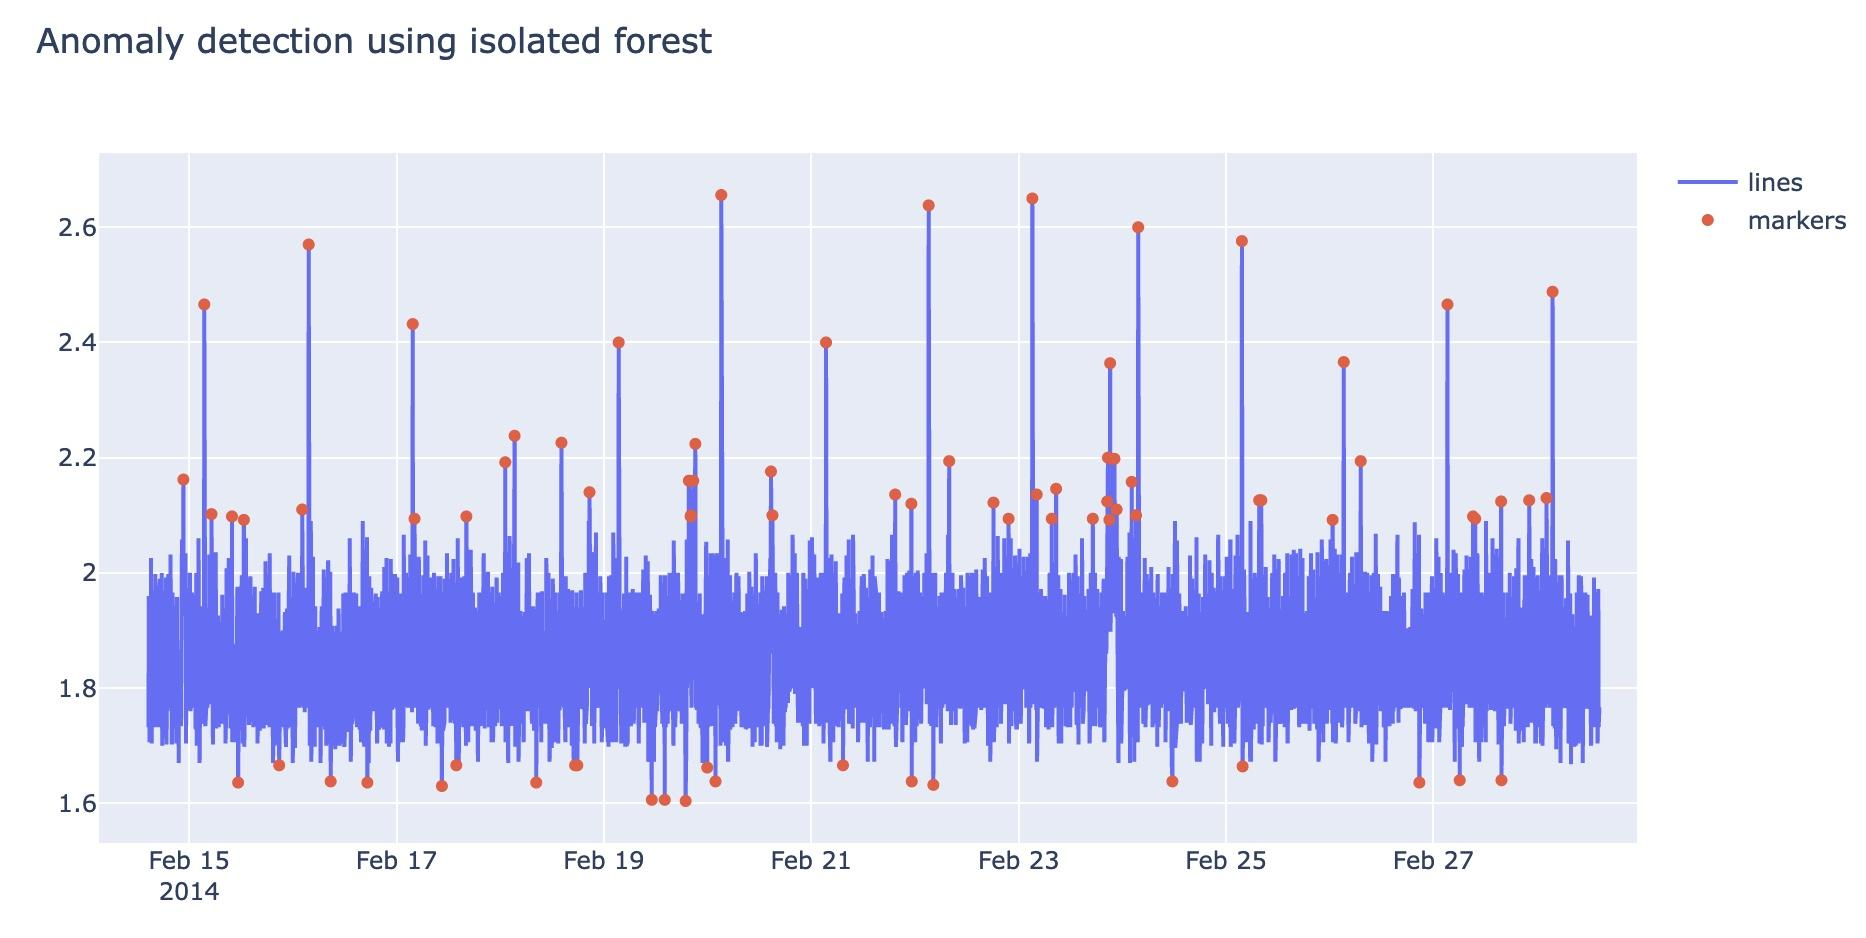 Anomaly detection using isolated forest
lines
markers
2.6
2.4
2.2
2
1.8
1.6
Feb 15
2014
Feb 17
Feb 19
Feb 21
Feb 23
Feb 25
Feb 27